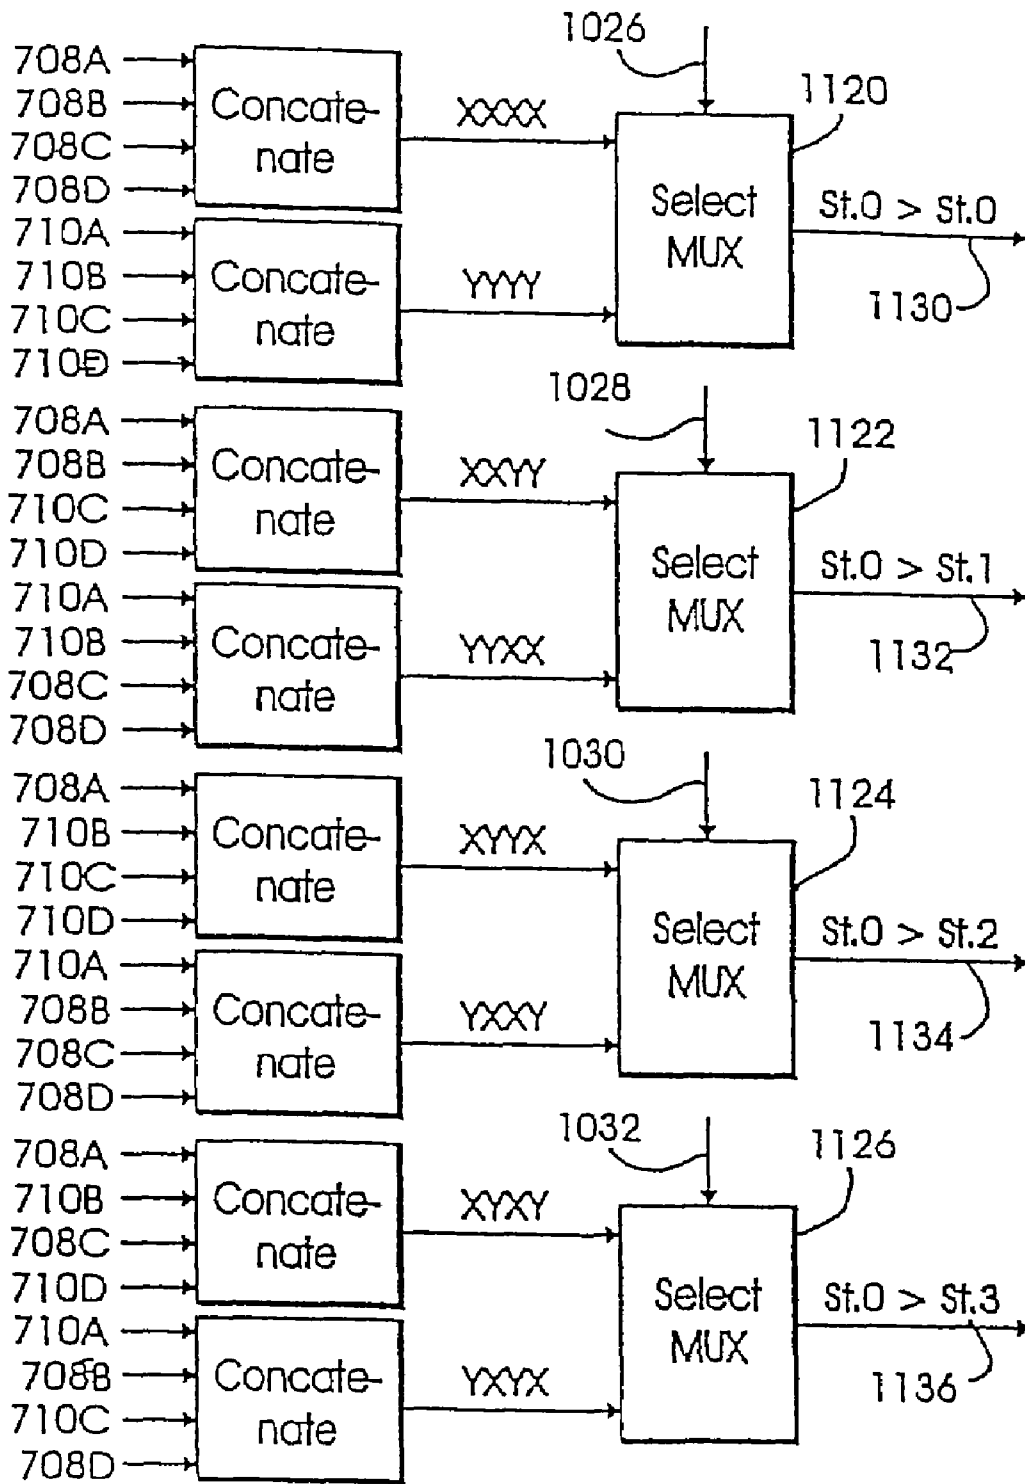 708A
708B
708C
708D
Concate-
nate
XXXX
710A
710B
710C
710D
Concate-
nate
YYYY
1026
1120
Select
MUX
St.0 > St.0
1130
708A
708B
710C
710D
Concate-
nate
XXYY
710A
710B
708C
708D
Concate-
nate
YYXX
1028
1122
Select
MUX
St.0 > St.1
1132
708A
710B
710C
710D
Concate-
nate
XYYX
710A
708B
708C
708D
Concate-
nate
YXXY
1030
1124
Select
MUX
St.0 > St.2
1134
708A
710B
708C
710D
Concate-
nate
XYXY
710A
708B
710C
708D
Concate-
nate
YXYX
1032
1126
Select
MUX
St.0 > St.3
1136